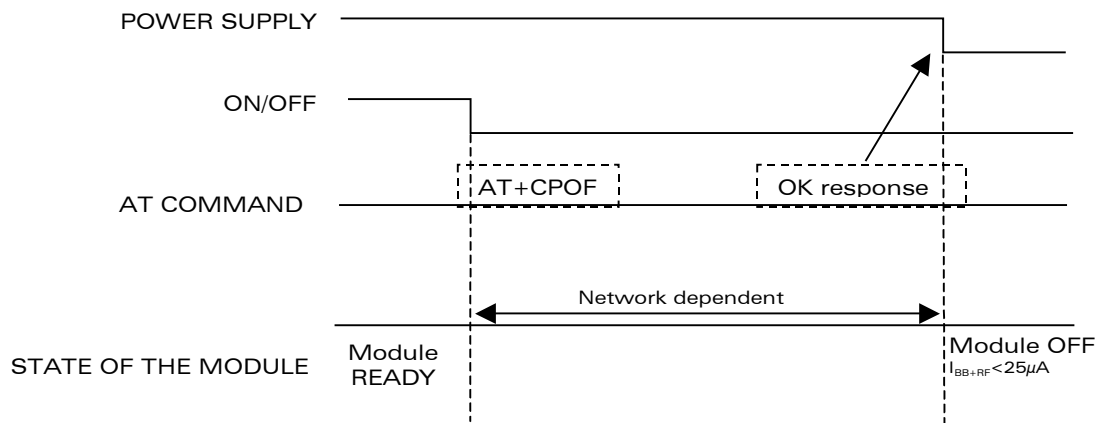 POWER SUPPLY
ON/OFF
AT COMMAND
AT+CPOF
OK response
Network dependent
STATE OF THE MODULE
Module
READY
Module OFF
I_BB+RF<25µA